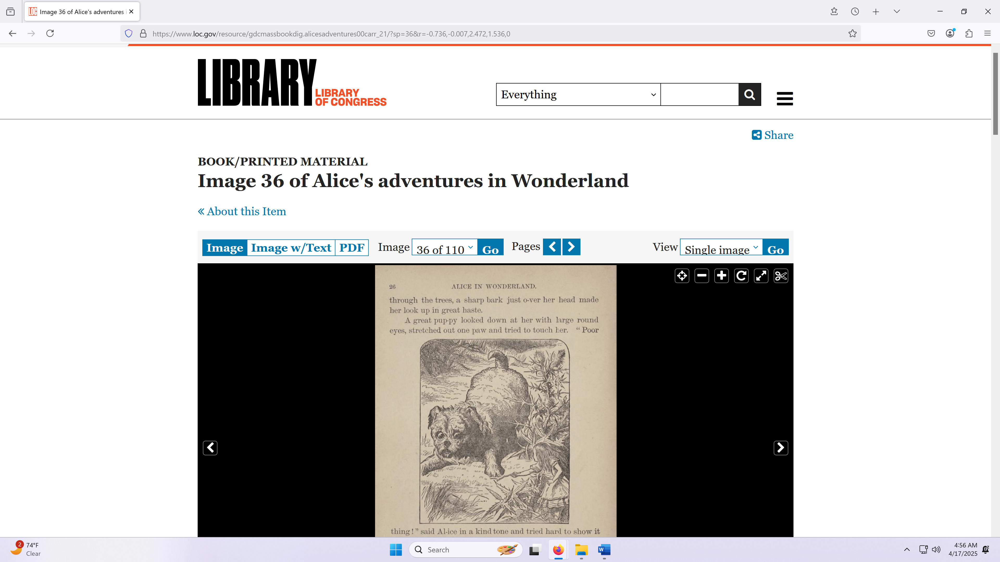 Image 36 of Alice's adventures i
https://www.loc.gov/resource/gdcmassbookdig.alicesadventures00carr_21/?sp=36&r=-0.736,-0.007,2.472,1.536,0
LIBRARY
LIBRARY
OF CONGRESS
Everything
Share
BOOK/PRINTED MATERIAL
Image 36 of Alice's adventures in Wonderland
« About this Item
Image Image w/Text PDF Image 36 of 110 Go Pages View Single image Go
26 ALICE IN WONDERLAND.
through the trees, a sharp bark just o-ver her head made
her look up in great haste.
A great pup-py looked down at her with large round
eyes, stretched out one paw and tried to touch her. “ Poor
thing ! ” said Al-ice in a kind tone and tried hard to show it
2
74°F
Clear
Search
4:56 AM
4/17/2025